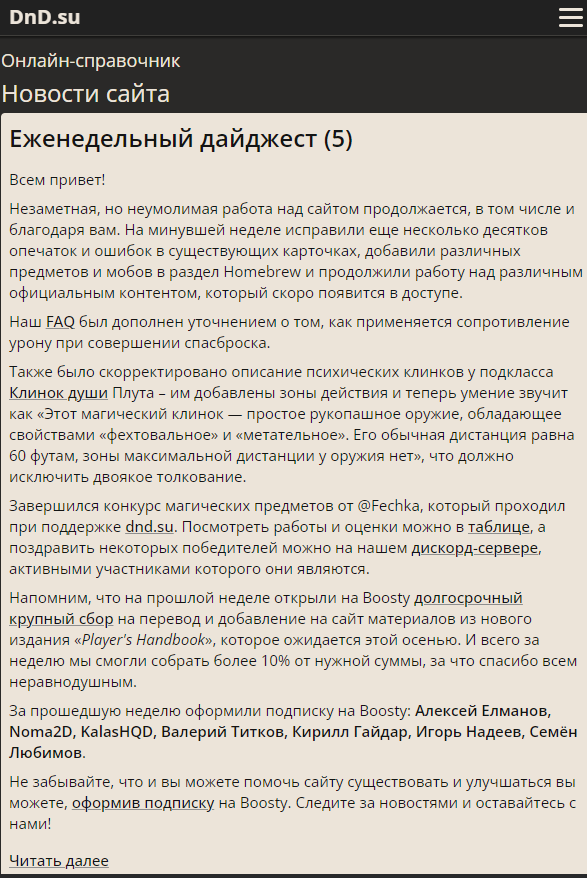 DnD.su
Онлайн-справочник
Новости сайта
Еженедельный дайджест (5)
Всем привет!
Незаметная, но неумолимая работа над сайтом продолжается, в том числе и
благодаря вам. На минувшей неделе исправили еще несколько десятков
опечаток и ошибок в существующих карточках, добавили различных
предметов и мобов в раздел Homebrew и продолжили работу над различным
официальным контентом, который скоро появится в доступе.
Наш FAQ был дополнен уточнением о том, как применяется сопротивление
урону при совершении спасброска.
Также было скорректировано описание психических клинков у подкласса
Клинок души Плута – им добавлены зоны действия и теперь умение звучит
как «Этот магический клинок — простое рукопашное оружие, обладающее
свойствами «фехтовальное» и «метательное». Его обычная дистанция равна
60 футам, зоны максимальной дистанции у оружия нет», что должно
исключить двоякое толкование.
Завершился конкурс магических предметов от @Fechka, который проходил
при поддержке dnd.su. Посмотреть работы и оценки можно в таблице, а
поздравить некоторых победителей можно на нашем дискорд-сервере,
активными участниками которого они являются.
Напомним, что на прошлой неделе открыли на Boosty долгосрочный
крупный сбор на перевод и добавление на сайт материалов из нового
издания «Player's Handbook», которое ожидается этой осенью. И всего за
неделю мы смогли собрать более 10% от нужной суммы, за что спасибо всем
неравнодушным.
За прошедшую неделю оформили подписку на Boosty: Алексей Елманов,
Noma2D, KalasHQD, Валерий Титков, Кирилл Гайдар, Игорь Надеев, Семён
Любимов.
Не забывайте, что и вы можете помочь сайту существовать и улучшаться вы
можете, оформив подписку на Boosty. Следите за новостями и оставайтесь с
нами!
Читать далее